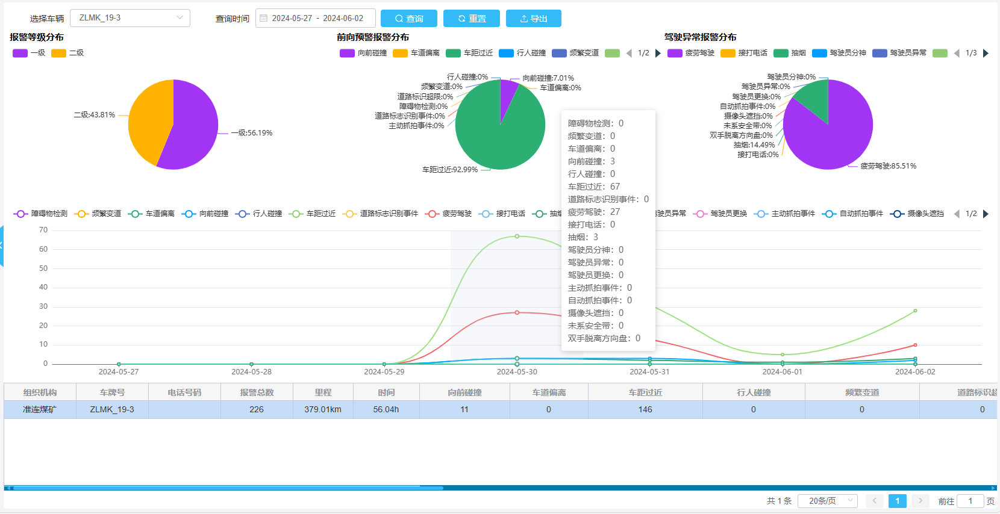 选择车辆 ZLMK_19-3 查询时间 2024-05-27 - 2024-06-02 查询 重置 导出
报警等级分布
一级 二级
二级:43.81%
一级:56.19%
前向预警报警分布
向前碰撞 车道偏离 车距过近 行人碰撞 频繁变道 1/2
行人碰撞:0%
频繁变道:0%
道路标识超限:0%
障碍物检测:0%
道路标志识别事件:0%
主动抓拍事件:0%
车距过近:92.99%
向前碰撞:7.01%
车道偏离:0%
驾驶异常报警分布
疲劳驾驶 接打电话 抽烟 驾驶员分神 驾驶员异常 1/3
驾驶员分神:0%
驾驶员异常:0%
驾驶员更换:0%
自动抓拍事件:0%
摄像头遮挡:0%
未系安全带:0%
双手脱离方向盘:0%
抽烟:14.49%
接打电话:0%
疲劳驾驶:85.51%
障碍物检测 频繁变道 车道偏离 向前碰撞 行人碰撞 车距过近 道路标志识别事件 疲劳驾驶 接打电话 抽烟 驾驶员异常 驾驶员更换 主动抓拍事件 自动抓拍事件 摄像头遮挡 1/2
障碍物检测：0
频繁变道：0
车道偏离：0
向前碰撞：3
行人碰撞：0
车距过近：67
道路标志识别事件：0
疲劳驾驶：27
接打电话：0
抽烟：3
驾驶员分神：0
驾驶员异常：0
驾驶员更换：0
主动抓拍事件：0
自动抓拍事件：0
摄像头遮挡：0
未系安全带：0
双手脱离方向盘：0
70
60
50
40
30
20
10
0
2024-05-27 2024-05-28 2024-05-29 2024-05-30 2024-05-31 2024-06-01 2024-06-02
组织机构 车牌号 电话号码 报警总数 里程 时间 向前碰撞 车道偏离 车距过近 行人碰撞 频繁变道 道路标识超
准连煤矿 ZLMK_19-3 226 379.01km 56.04h 11 0 146 0 0 0
共 1 条 20条/页 1 前往 1 页